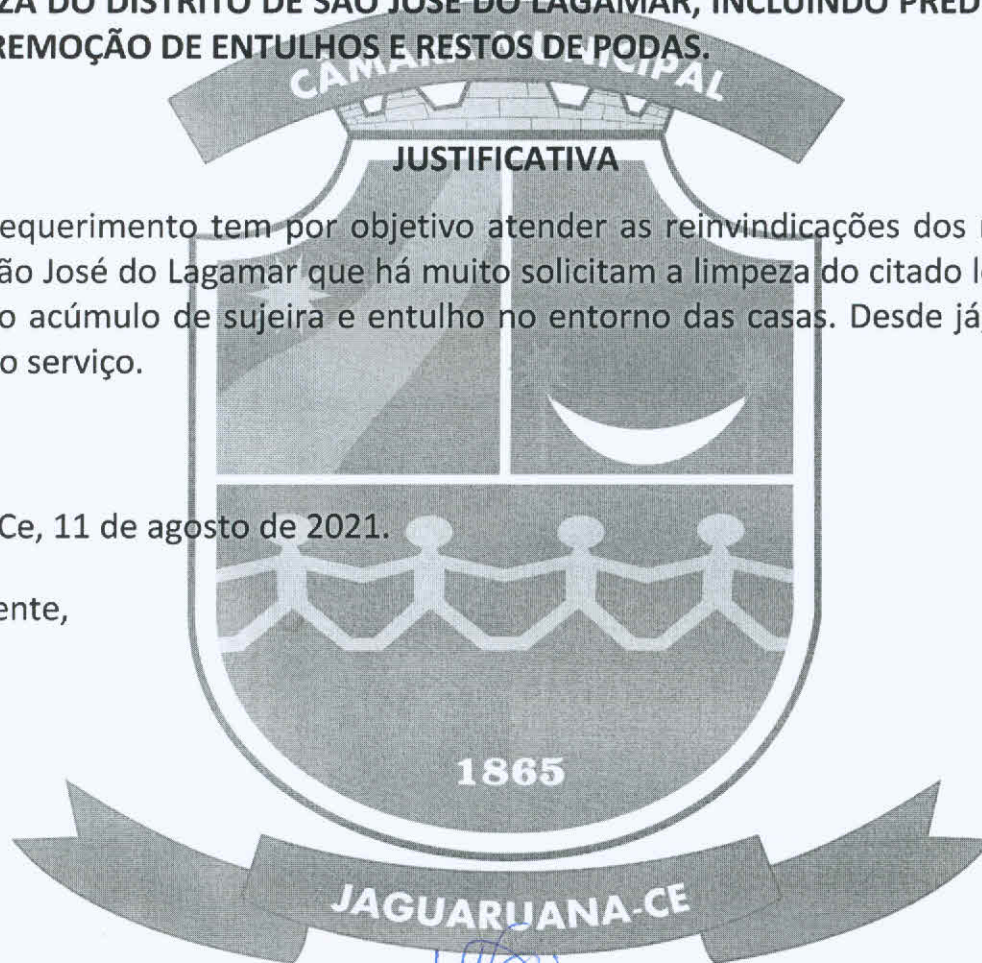 ZA DO DISTRITO DE SÃO JOSÉ DO LAGAMAR, INCLUINDO PRÉD
REMOÇÃO DE ENTULHOS E RESTOS DE PODAS.
CÂMARA MUNICIPAL
JUSTIFICATIVA
equerimento tem por objetivo atender as reinvindicações dos
ão José do Lagamar que há muito solicitam a limpeza do citado
o acúmulo de sujeira e entulho no entorno das casas. Desde já,
o serviço.
Ce, 11 de agosto de 2021.
ente,
1865
JAGUARUANA-CE